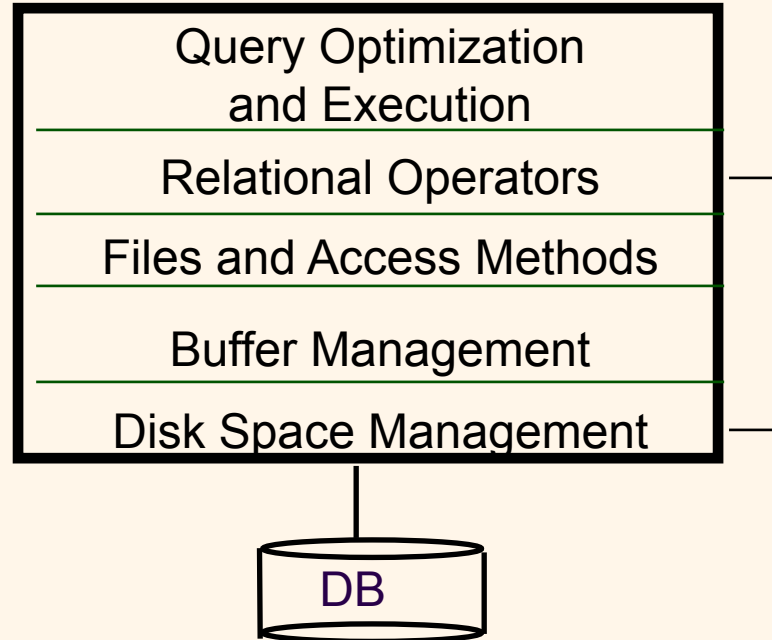 Query Optimization
and Execution
Relational Operators
Files and Access Methods
Buffer Management
Disk Space Management
DB